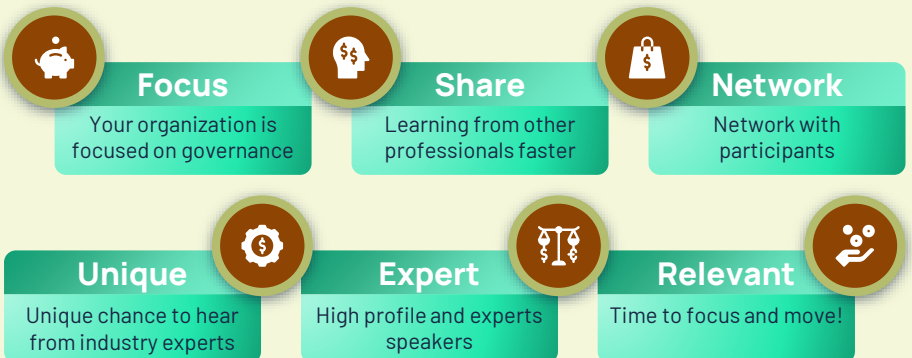 Focus
Your organization is
focused on governance
Share
Learning from other
professionals faster
Network
Network with
participants
Unique
Unique chance to hear
from industry experts
Expert
High profile and experts
speakers
Relevant
Time to focus and move!